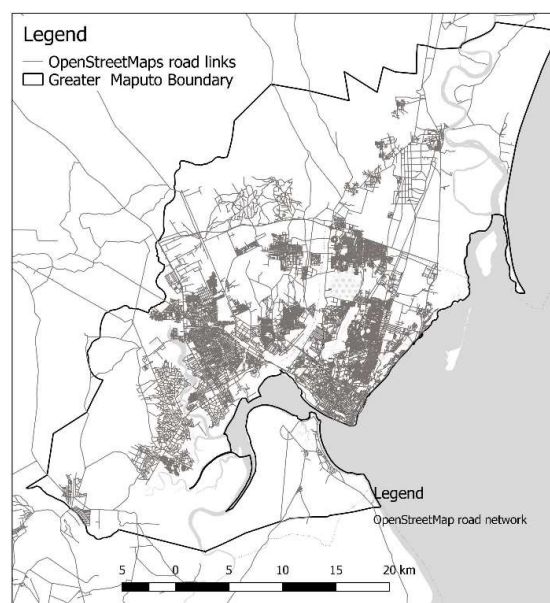 Legend
OpenStreetMaps road links
Greater Maputo Boundary
Legend
OpenStreetMap road network
5 0 5 10 15 20 km